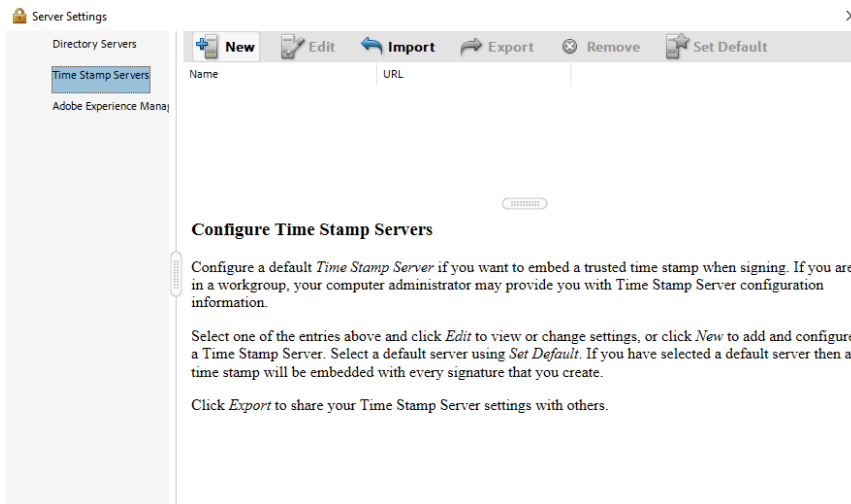 Server Settings
Directory Servers
Time Stamp Servers
Adobe Experience Manag
New Edit Import Export Remove Set Default
Name URL
Configure Time Stamp Servers
Configure a default Time Stamp Server if you want to embed a trusted time stamp when signing. If you are
in a workgroup, your computer administrator may provide you with Time Stamp Server configuration
information.
Select one of the entries above and click Edit to view or change settings, or click New to add and configure
a Time Stamp Server. Select a default server using Set Default. If you have selected a default server then a
time stamp will be embedded with every signature that you create.
Click Export to share your Time Stamp Server settings with others.